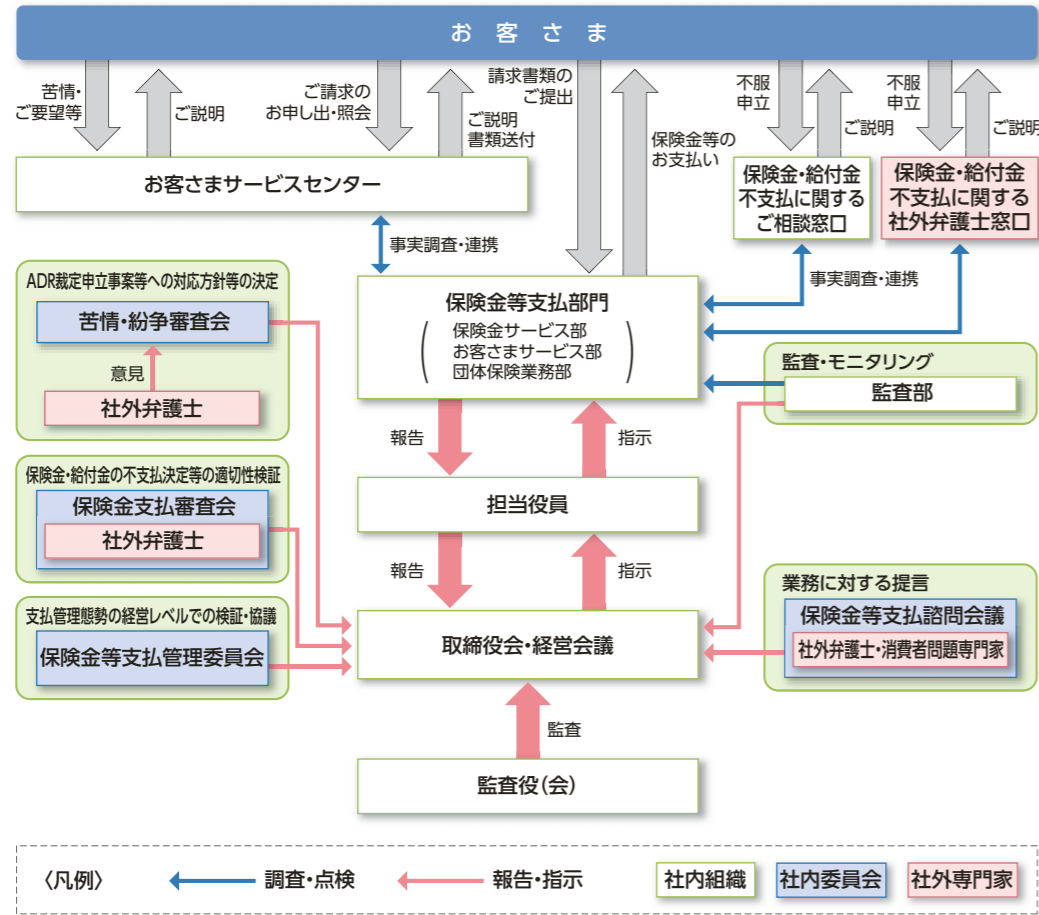 お客さま
苦情・
ご要望等
ご説明
ご請求の
お申し出・照会
ご説明
書類送付
請求書類の
ご提出
保険金等の
お支払い
不服
申立
ご説明
不服
申立
ご説明
お客さまサービスセンター
保険金・給付金
不支払に関する
ご相談窓口
保険金・給付金
不支払に関する
社外弁護士窓口
事実調査・連携
事実調査・連携
ADR裁定申立事案等への対応方針等の決定
苦情・紛争審査会
意見
社外弁護士
保険金等支払部門
保険金サービス部
お客さまサービス部
団体保険業務部
監査・モニタリング
監査部
報告
指示
保険金・給付金の不支払決定等の適切性検証
保険金支払審査会
社外弁護士
担当役員
報告
指示
支払管理態勢の経営レベルでの検証・協議
保険金等支払管理委員会
取締役会・経営会議
業務に対する提言
保険金等支払諮問会議
社外弁護士・消費者問題専門家
監査
監査役(会)
〈凡例〉
調査・点検
報告・指示
社内組織
社内委員会
社外専門家